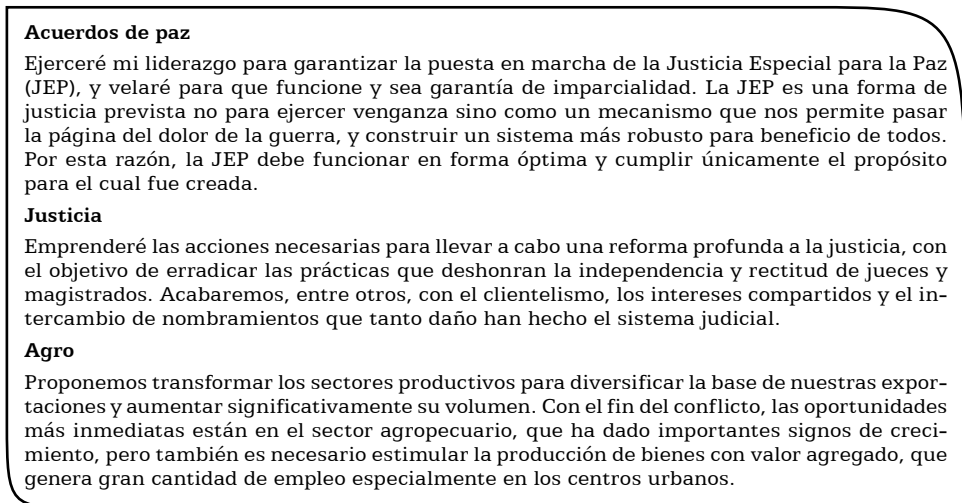 Acuerdos de paz
Ejerceré mi liderazgo para garantizar la puesta en marcha de la Justicia Especial para la Paz
(JEP), y velaré para que funcione y sea garantía de imparcialidad. La JEP es una forma de
justicia prevista no para ejercer venganza sino como un mecanismo que nos permite pasar
la página del dolor de la guerra, y construir un sistema más robusto para beneficio de todos.
Por esta razón, la JEP debe funcionar en forma óptima y cumplir únicamente el propósito
para el cual fue creada.
Justicia
Emprenderé las acciones necesarias para llevar a cabo una reforma profunda a la justicia, con
el objetivo de erradicar las prácticas que deshonran la independencia y rectitud de jueces y
magistrados. Acabaremos, entre otros, con el clientelismo, los intereses compartidos y el in-
tercambio de nombramientos que tanto daño han hecho el sistema judicial.
Agro
Proponemos transformar los sectores productivos para diversificar la base de nuestras expor-
taciones y aumentar significativamente su volumen. Con el fin del conflicto, las oportunidades
más inmediatas están en el sector agropecuario, que ha dado importantes signos de creci-
miento, pero también es necesario estimular la producción de bienes con valor agregado, que
genera gran cantidad de empleo especialmente en los centros urbanos.